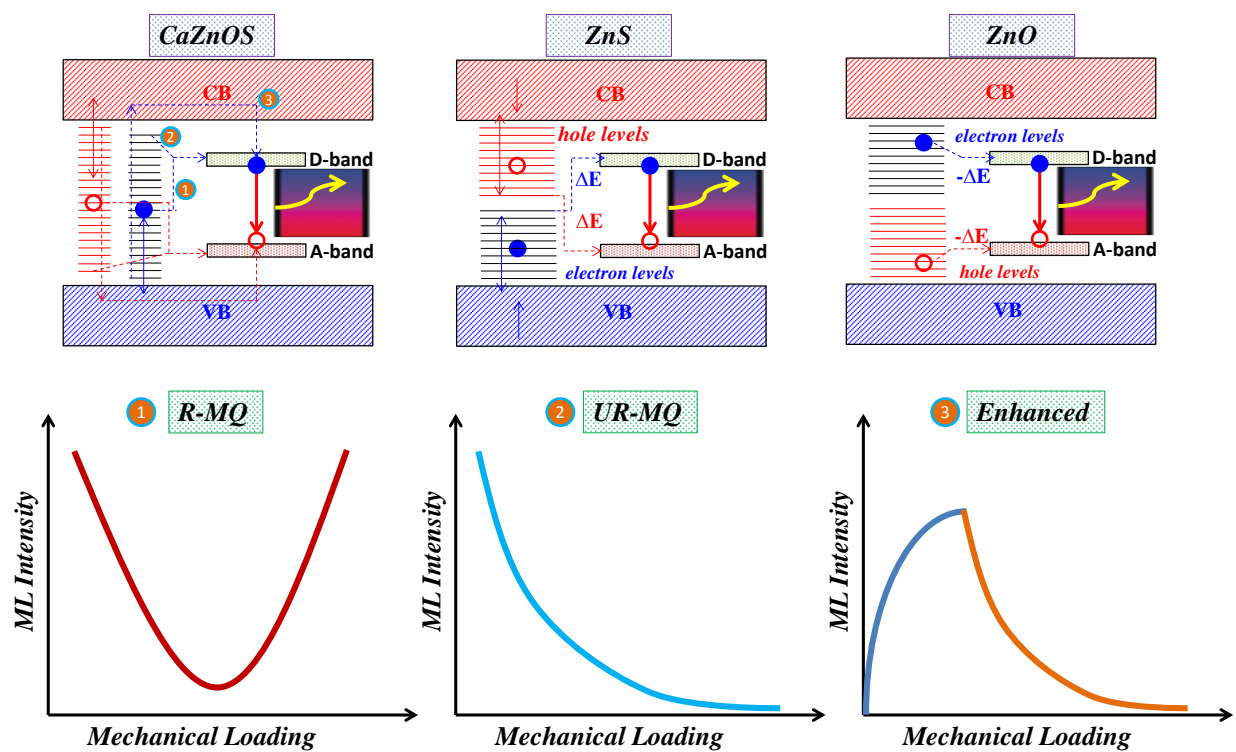 CaZnOS
CB
3
2
1
D-band
A-band
VB
ZnS
CB
hole levels
D-band
ΔE
ΔE
A-band
electron levels
VB
ZnO
CB
electron levels
D-band
-ΔE
-ΔE
A-band
hole levels
VB
1 R-MQ
ML Intensity
Mechanical Loading
2 UR-MQ
ML Intensity
Mechanical Loading
3 Enhanced
ML Intensity
Mechanical Loading